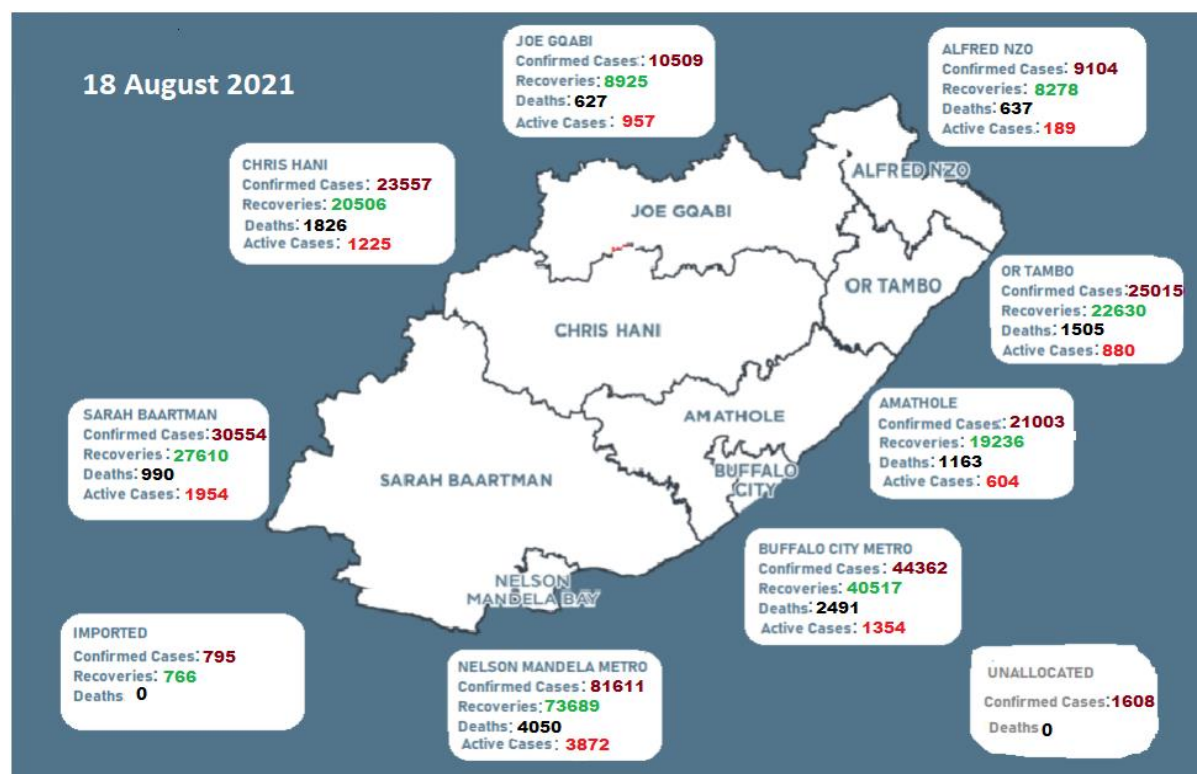 18 August 2021
JOE GQABI
Confirmed Cases: 10509
Recoveries: 8925
Deaths: 627
Active Cases: 957
ALFRED NZO
Confirmed Cases: 9104
Recoveries: 8278
Deaths: 637
Active Cases: 189
CHRIS HANI
Confirmed Cases: 23557
Recoveries: 20506
Deaths: 1826
Active Cases: 1225
ALFRED NZO
JOE GQABI
OR TAMBO
CHRIS HANI
OR TAMBO
Confirmed Cases: 25015
Recoveries: 22630
Deaths: 1505
Active Cases: 880
SARAH BAARTMAN
Confirmed Cases: 30554
Recoveries: 27610
Deaths: 990
Active Cases: 1954
AMATHOLE
BUFFALO
CITY
SARAH BAARTMAN
AMATHOLE
Confirmed Cases: 21003
Recoveries: 19236
Deaths: 1163
Active Cases: 604
BUFFALO CITY METRO
Confirmed Cases: 44362
Recoveries: 40517
Deaths: 2491
Active Cases: 1354
NELSON
MANDELA BAY
IMPORTED
Confirmed Cases: 795
Recoveries: 766
Deaths 0
NELSON MANDELA METRO
Confirmed Cases: 81611
Recoveries: 73689
Deaths: 4050
Active Cases: 3872
UNALLOCATED
Confirmed Cases: 1608
Deaths 0